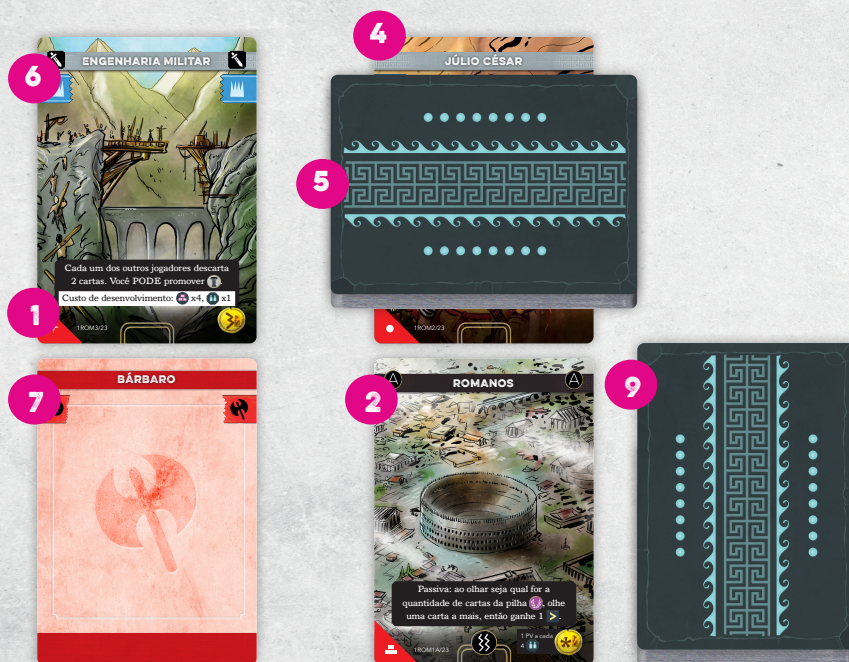 4
6
ENGENHARIA MILITAR
JÚLIO CÉSAR
5
Cada um dos outros jogadores descarta
2 cartas. Você PODE promover
Custo de desenvolvimento: x4, x1
1
1ROM3/23
1ROM2/23
7
BÁRBARO
2
A
ROMANOS
A
9
Passiva: ao olhar seja qual for a
quantidade de cartas da pilha , olhe
uma carta a mais, então ganhe 1 .
1ROM1A/23
1 PV a cada
4